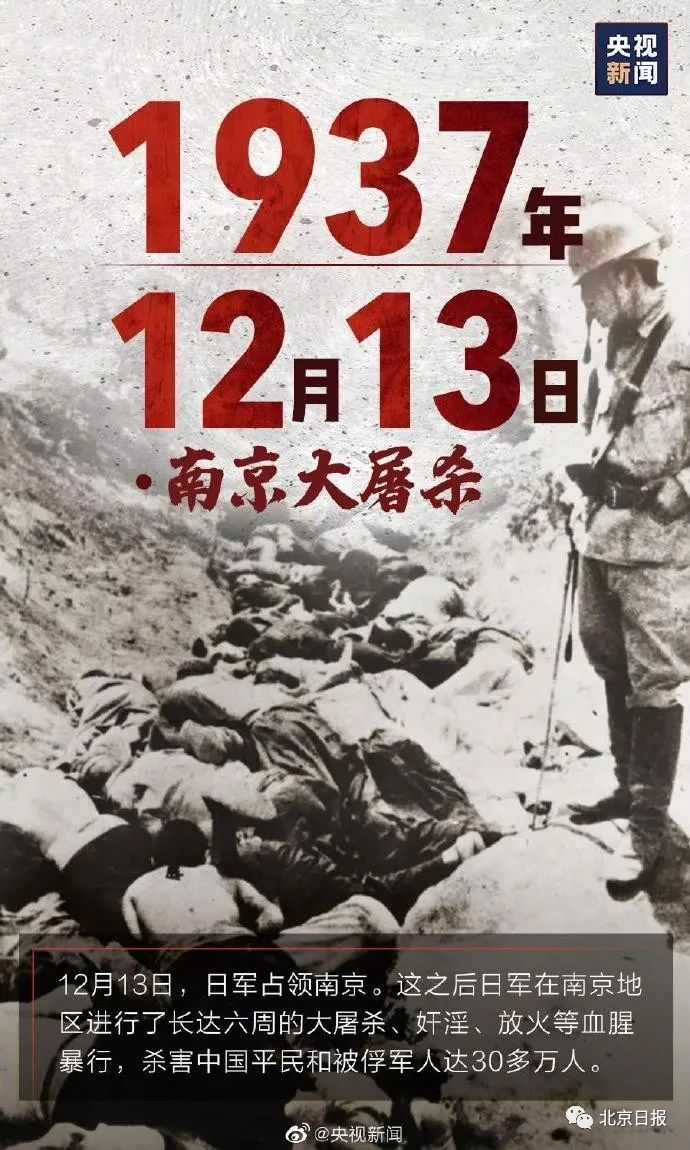 央视
新闻
1937年
12月13日
·南京大屠杀
12月13日，日军占领南京。这之后日军在南京地
区进行了长达六周的大屠杀、奸淫、放火等血腥
暴行，杀害中国平民和被俘军人达30多万人。
北京日报
@央视新闻